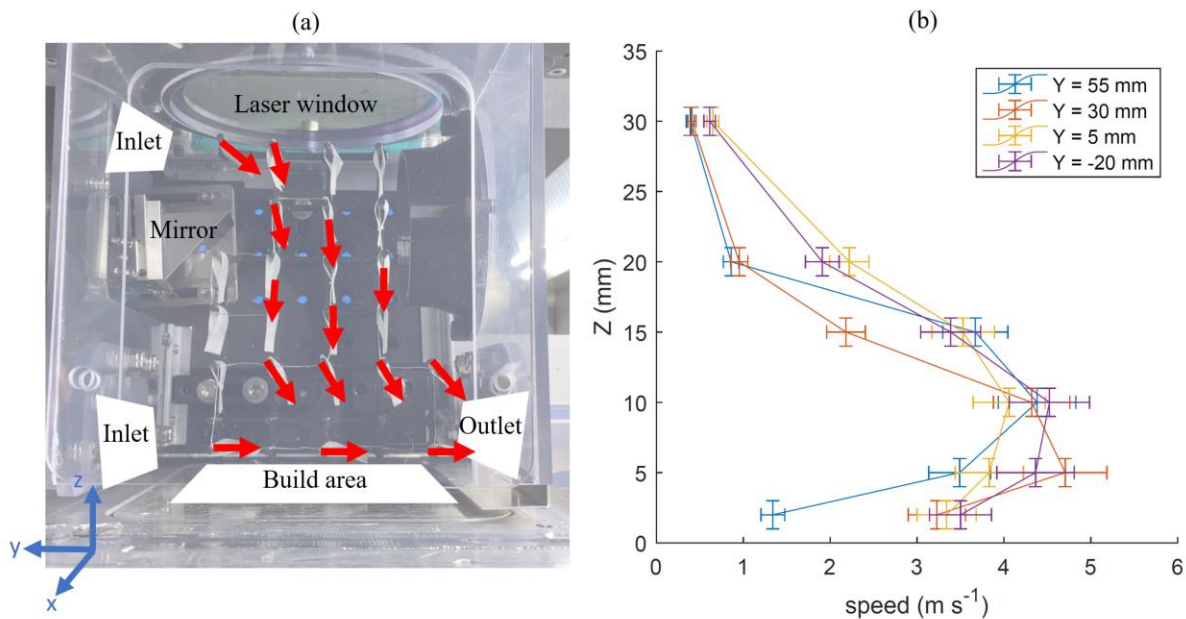 (a)
Laser window
Inlet
Mirror
Inlet
Outlet
Build area
z
y
x
(b)
35
30
25
20
15
10
5
0
Z (mm)
0 1 2 3 4 5 6
speed (m s⁻¹)
Y = 55 mm
Y = 30 mm
Y = 5 mm
Y = -20 mm